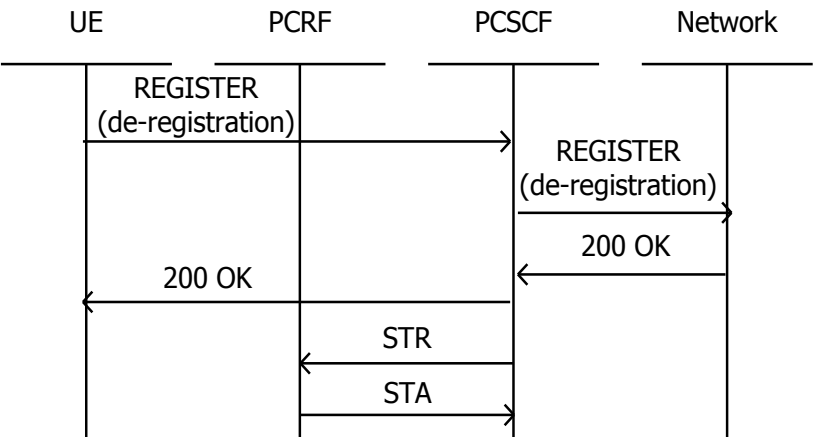 UE PCRF PCSCF Network
REGISTER
(de-registration)
REGISTER
(de-registration)
200 OK
200 OK
STR
STA